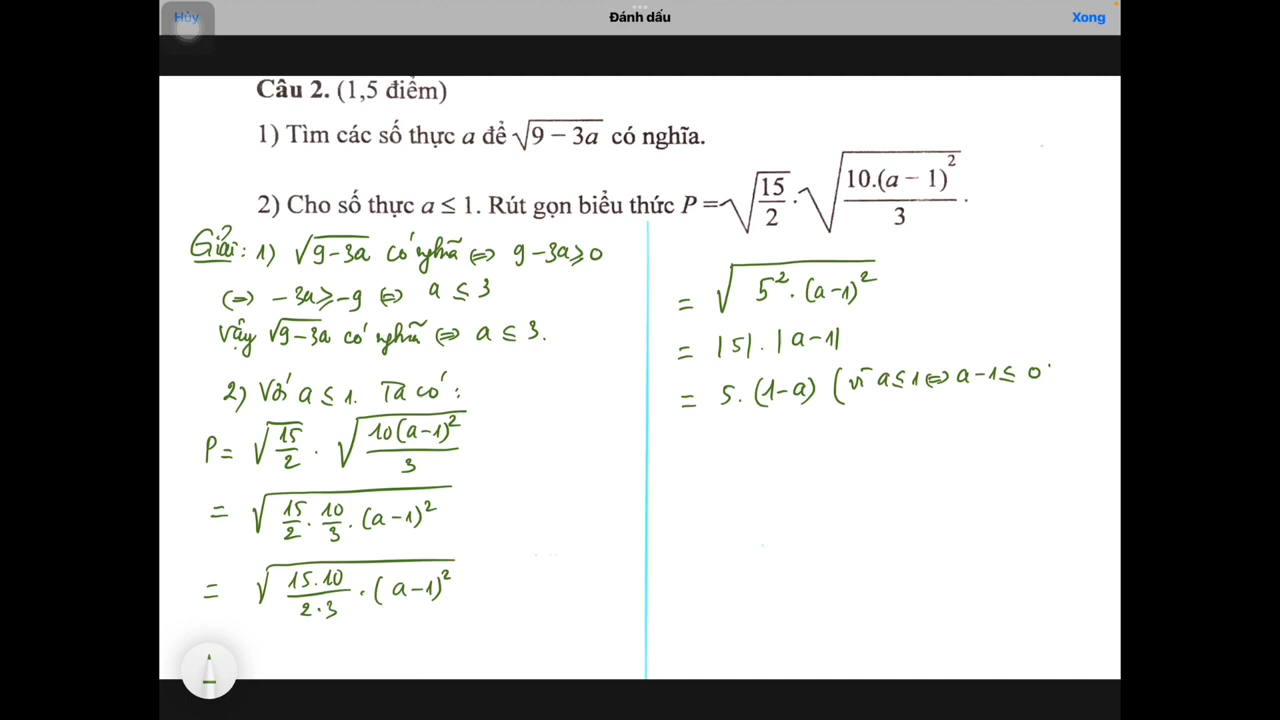 Hủy
Đánh dấu
Xong
Câu 2. (1,5 điểm)
1) Tìm các số thực a để √(9 − 3a) có nghĩa.
2) Cho số thực a ≤ 1. Rút gọn biểu thức P = √(15/2) . √(10.(a − 1)²/3) .
Giải: 1) √(9−3a) có nghĩa ⇔ 9−3a ≥ 0
⇔ −3a ≥ −9 ⇔ a ≤ 3
Vậy √(9−3a) có nghĩa ⇔ a ≤ 3.
2) Với a ≤ 1. Ta có:
P = √(15/2) . √(10(a−1)²/3)
= √(15/2 . 10/3 . (a−1)²)
= √(15.10/2.3 . (a−1)²)
= √(5² . (a−1)²)
= |5| . |a−1|
= 5. (1−a) (vì a ≤ 1 ⇔ a−1 ≤ 0